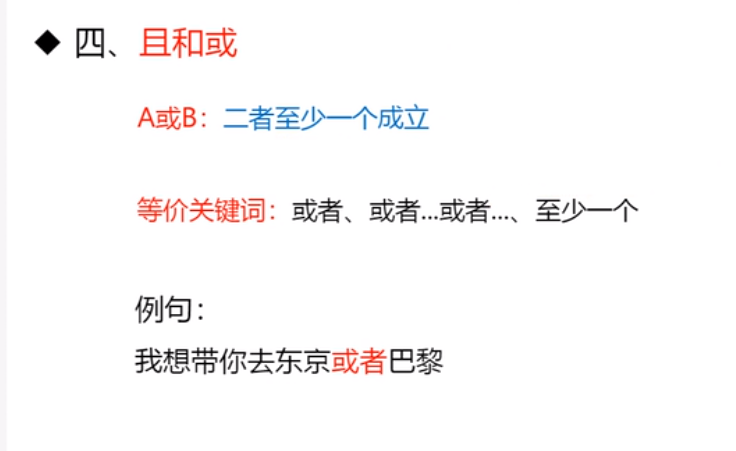 ◆ 四、且和或
A或B：二者至少一个成立
等价关键词：或者、或者...或者...、至少一个
例句：
我想带你去东京或者巴黎